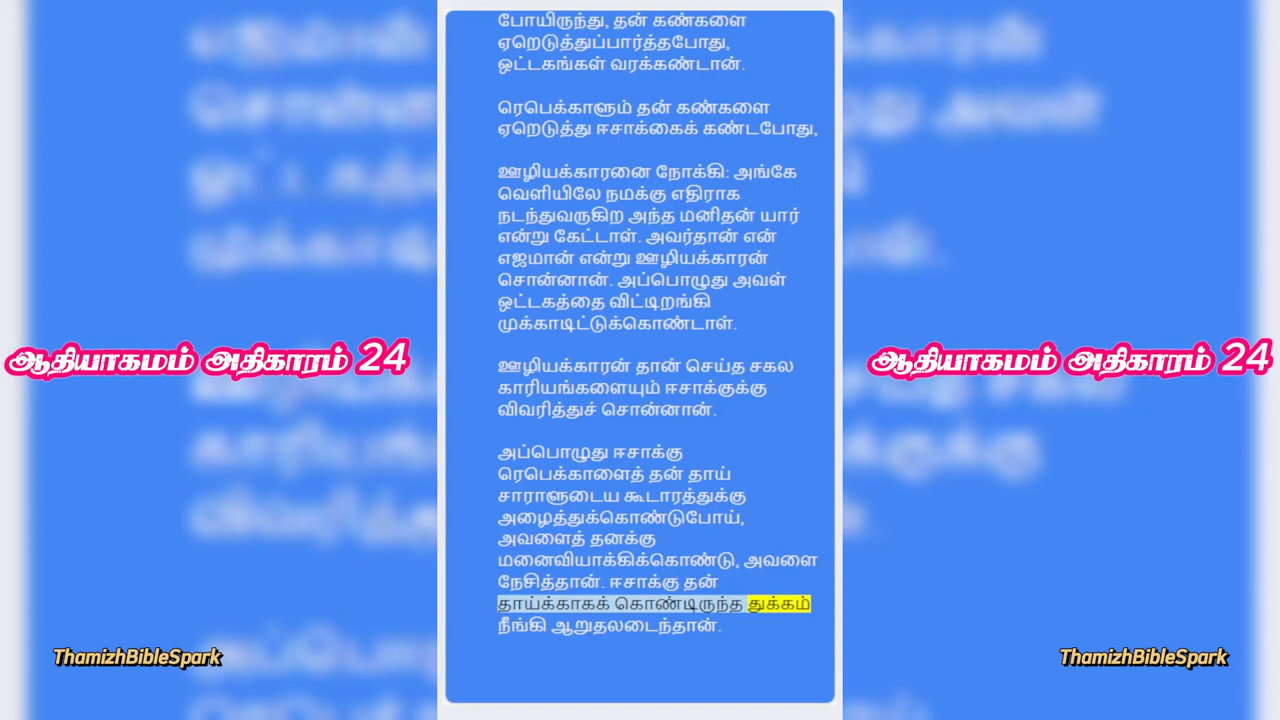 போயிருந்து, தன் கண்களை
ஏறெடுத்துப்பார்த்தபோது,
ஒட்டகங்கள் வரக்கண்டான்.
ரெபெக்காளும் தன் கண்களை
ஏறெடுத்து ஈசாக்கைக் கண்டபோது,
ஊழியக்காரனை நோக்கி: அங்கே
வெளியிலே நமக்கு எதிராக
நடந்துவருகிற அந்த மனிதன் யார்
என்று கேட்டாள். அவர்தான் என்
எஜமான் என்று ஊழியக்காரன்
சொன்னான். அப்பொழுது அவள்
ஒட்டகத்தை விட்டிறங்கி
முக்காடிட்டுக்கொண்டாள்.
ஊழியக்காரன் தான் செய்த சகல
காரியங்களையும் ஈசாக்குக்கு
விவரித்துச் சொன்னான்.
அப்பொழுது ஈசாக்கு
ரெபெக்காளைத் தன் தாய்
சாராளுடைய கூடாரத்துக்கு
அழைத்துக்கொண்டுபோய்,
அவளைத் தனக்கு
மனைவியாக்கிக்கொண்டு, அவளை
நேசித்தான். ஈசாக்கு தன்
தாய்க்காகக் கொண்டிருந்த துக்கம்
நீங்கி ஆறுதலடைந்தான்.
ஆதியாகமம் அதிகாரம் 24
ஆதியாகமம் அதிகாரம் 24
ThamizhBibleSpark
ThamizhBibleSpark